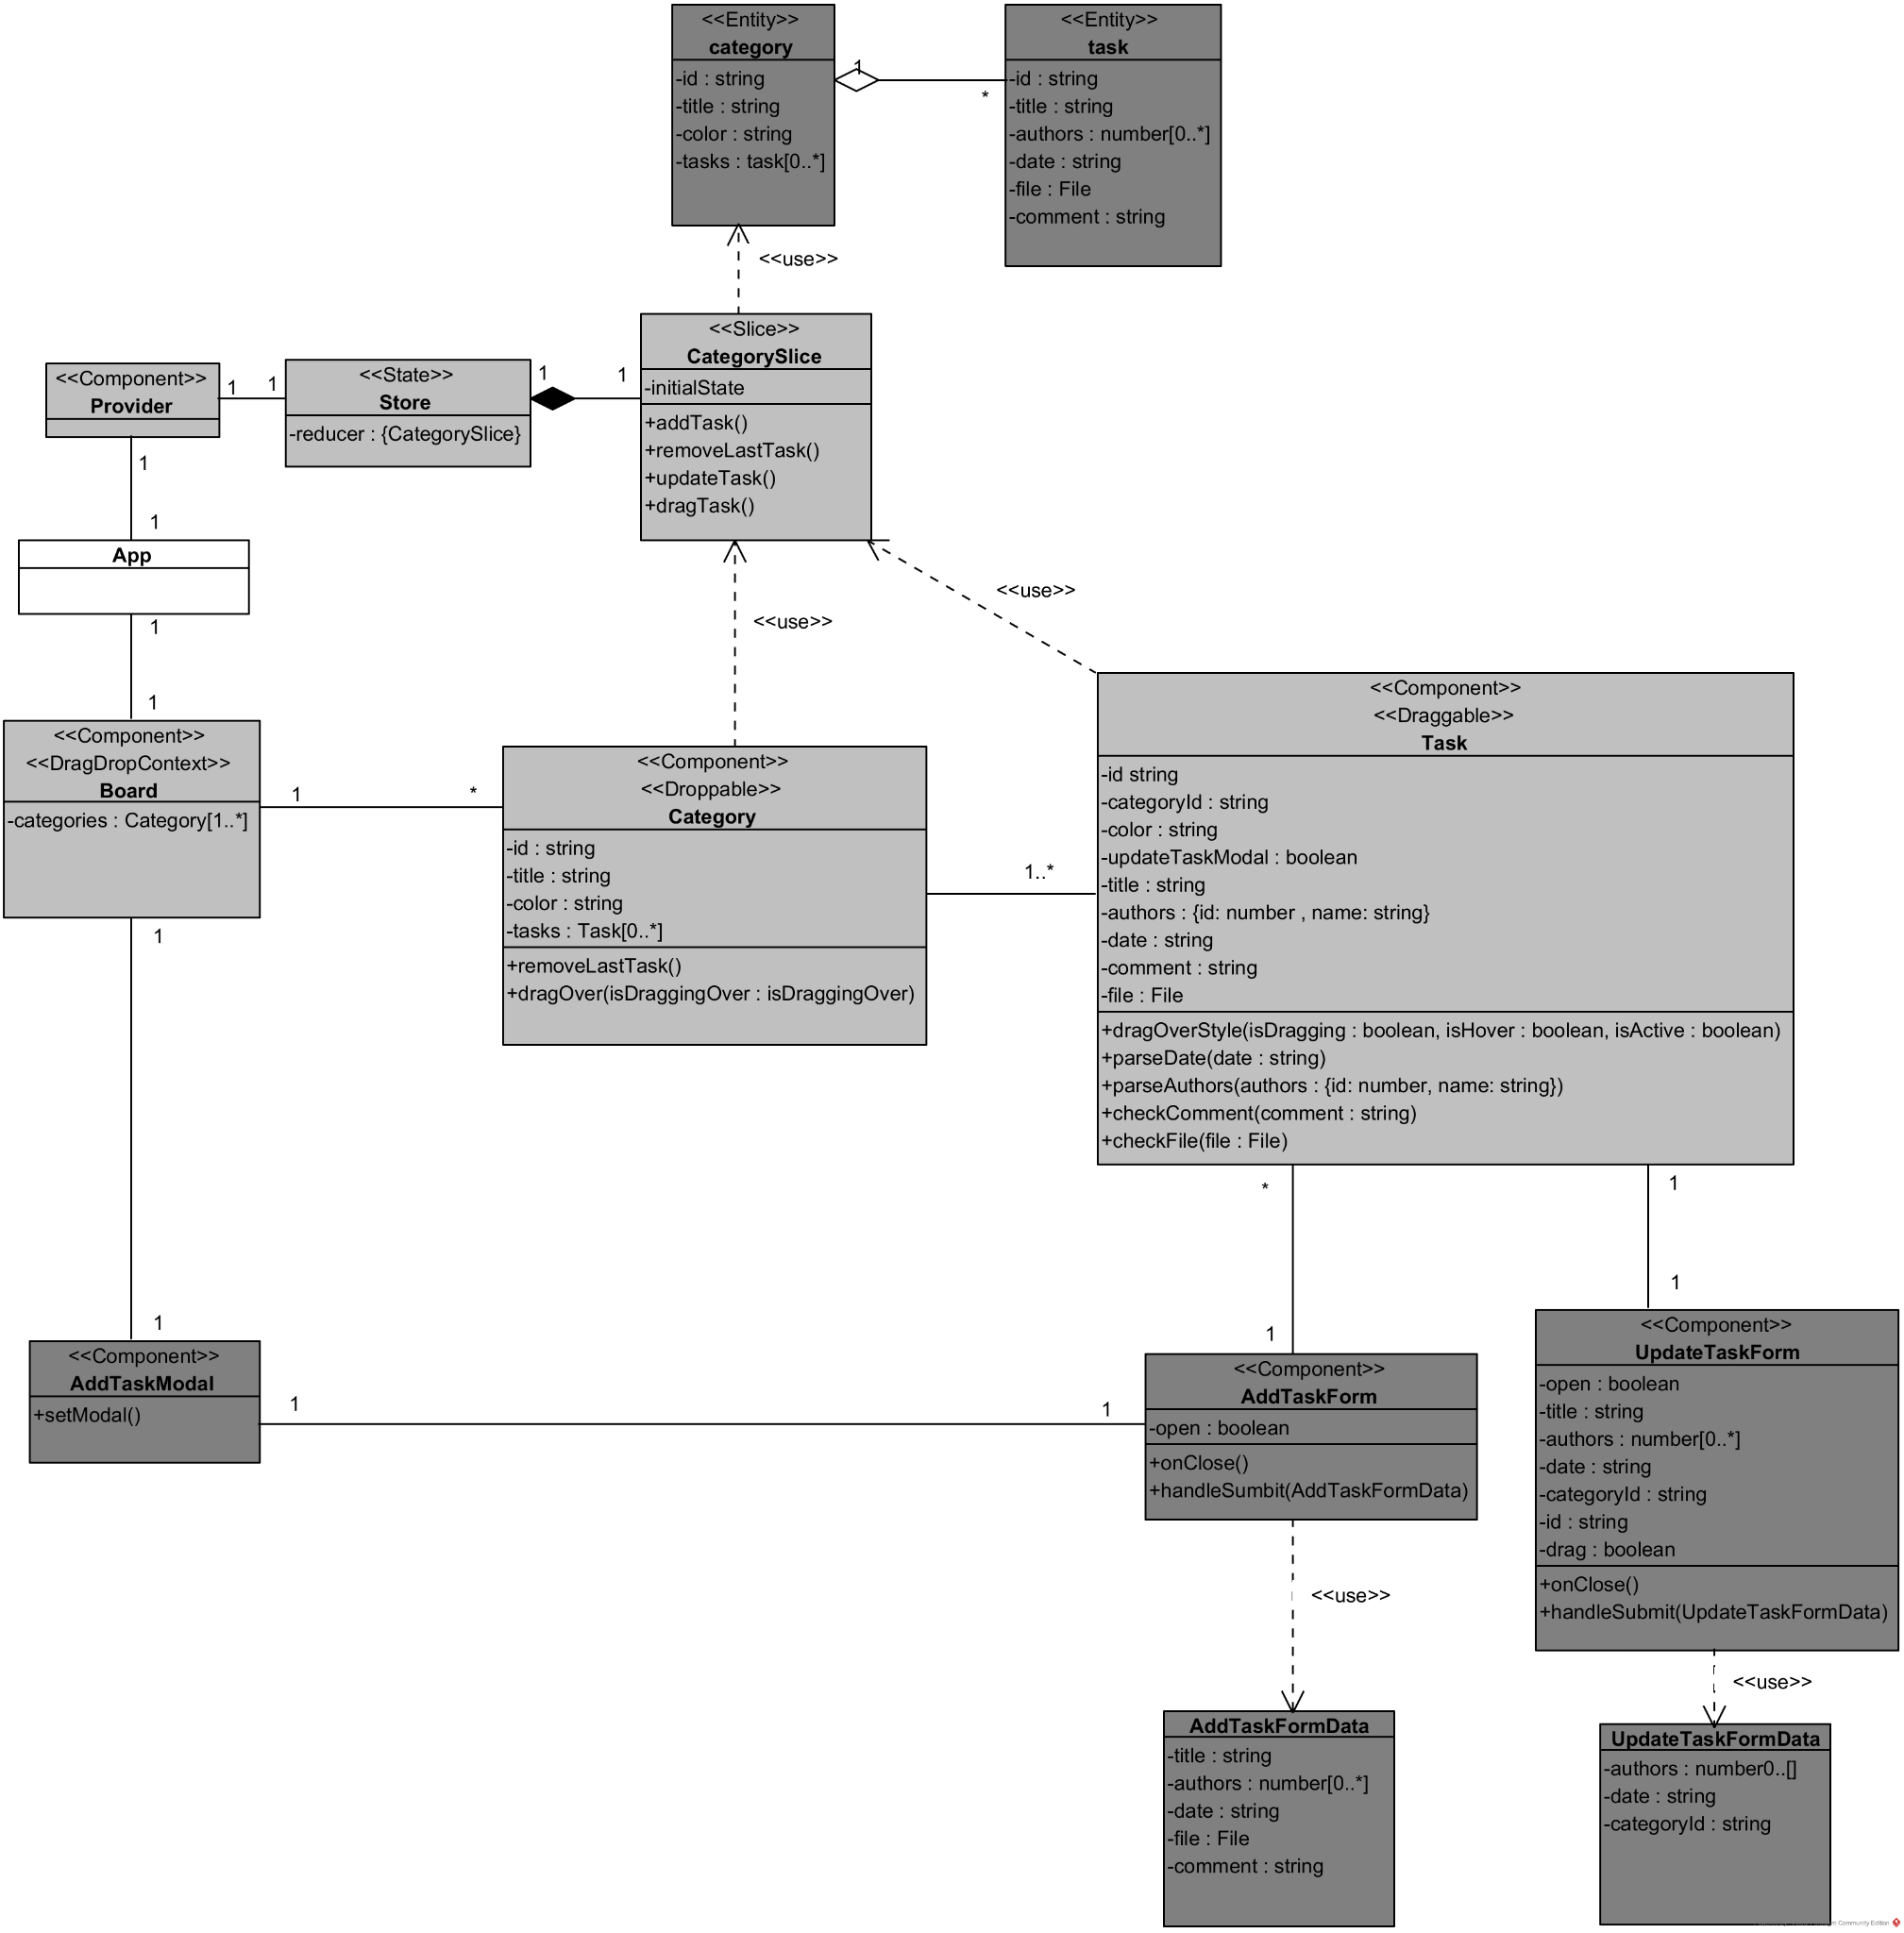 <<Entity>>
category
-id : string
-title : string
-color : string
-tasks : task[0..*]
1
*
<<Entity>>
task
-id : string
-title : string
-authors : number[0..*]
-date : string
-file : File
-comment : string
<<use>>
<<Component>>
Provider
1
1
<<State>>
Store
-reducer : {CategorySlice}
1
1
<<Slice>>
CategorySlice
-initialState
+addTask()
+removeLastTask()
+updateTask()
+dragTask()
1
1
App
1
1
<<use>>
<<use>>
<<Component>>
<<DragDropContext>>
Board
-categories : Category[1..*]
1
*
<<Component>>
<<Droppable>>
Category
-id : string
-title : string
-color : string
-tasks : Task[0..*]
+removeLastTask()
+dragOver(isDraggingOver : isDraggingOver)
1..*
<<Component>>
<<Draggable>>
Task
-id string
-categoryId : string
-color : string
-updateTaskModal : boolean
-title : string
-authors : {id: number , name: string}
-date : string
-comment : string
-file : File
+dragOverStyle(isDragging : boolean, isHover : boolean, isActive : boolean)
+parseDate(date : string)
+parseAuthors(authors : {id: number, name: string})
+checkComment(comment : string)
+checkFile(file : File)
1
1
*
1
1
1
<<Component>>
AddTaskModal
+setModal()
1
1
<<Component>>
AddTaskForm
-open : boolean
+onClose()
+handleSumbit(AddTaskFormData)
<<Component>>
UpdateTaskForm
-open : boolean
-title : string
-authors : number[0..*]
-date : string
-categoryId : string
-id : string
-drag : boolean
+onClose()
+handleSubmit(UpdateTaskFormData)
<<use>>
<<use>>
AddTaskFormData
-title : string
-authors : number[0..*]
-date : string
-file : File
-comment : string
UpdateTaskFormData
-authors : number0..[]
-date : string
-categoryId : string
Community Edition